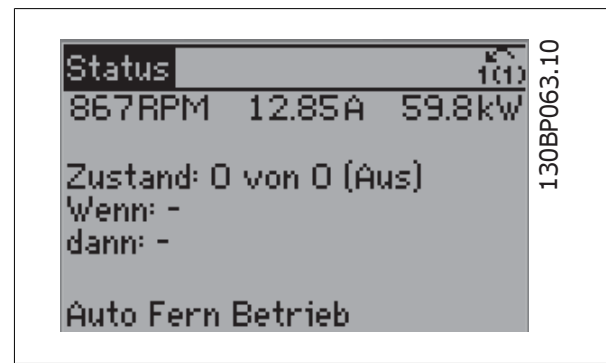 Status 1(1)
867RPM 12.85A 59.8kW
Zustand: 0 von 0 (Aus)
Wenn: -
dann: -
Auto Fern Betrieb
130BP063.10